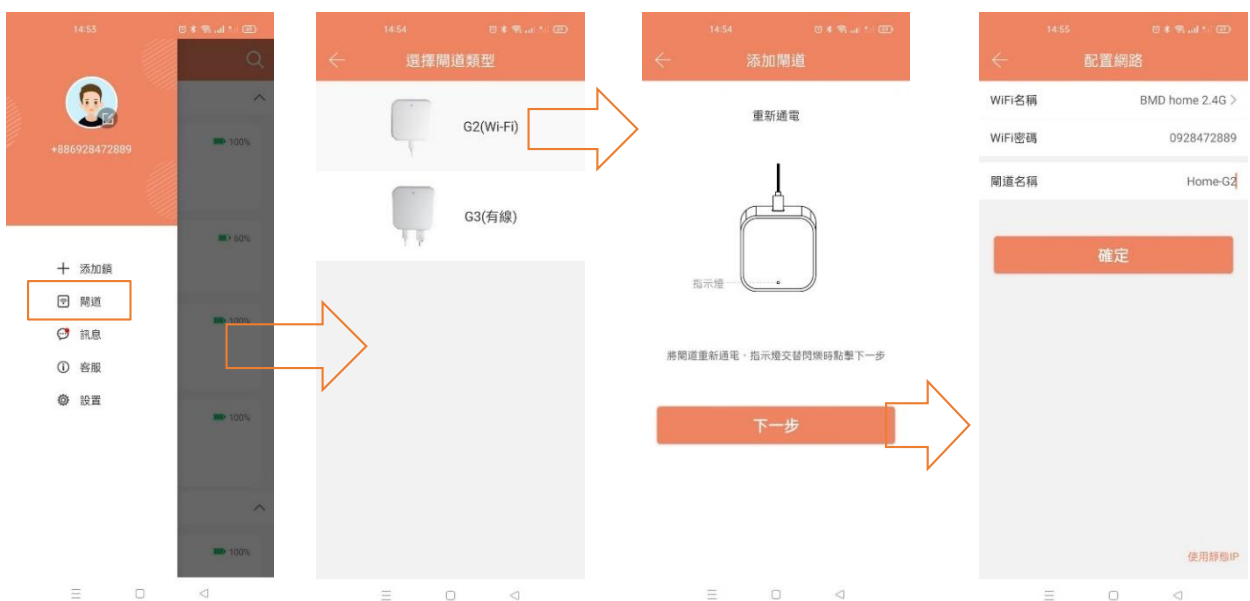 14:53
100%
+886928472889
60%
添加鎖
閘道
訊息
100%
客服
設置
100%
100%
14:54
選擇閘道類型
G2(Wi-Fi)
G3(有線)
14:54
添加閘道
重新通電
指示燈
將閘道重新通電，指示燈交替閃爍時點擊下一步
下一步
14:55
配置網路
WiFi名稱
BMD home 2.4G >
WiFi密碼
0928472889
閘道名稱
Home-G2
確定
使用靜態IP